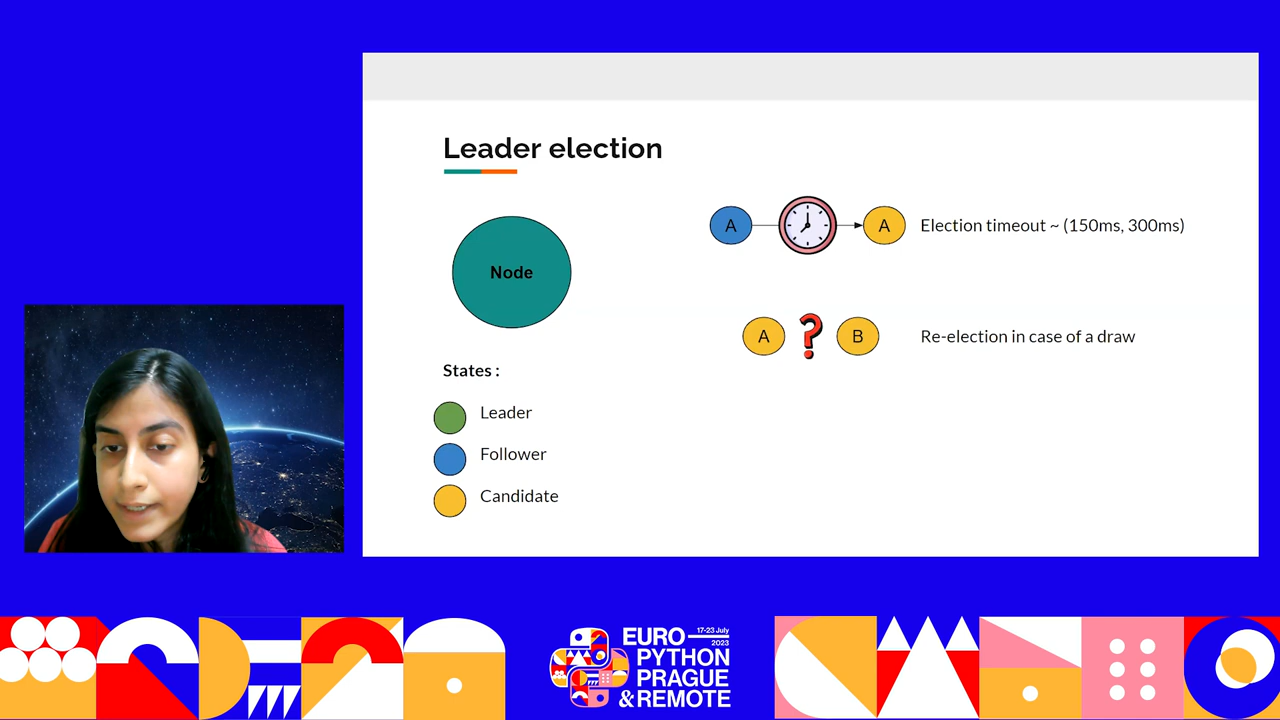 Leader election
Node
A
A
Election timeout ~ (150ms, 300ms)
A
B
Re-election in case of a draw
States :
Leader
Follower
Candidate
EURO
17-23 July
2023
PYTHON
PRAGUE
& REMOTE